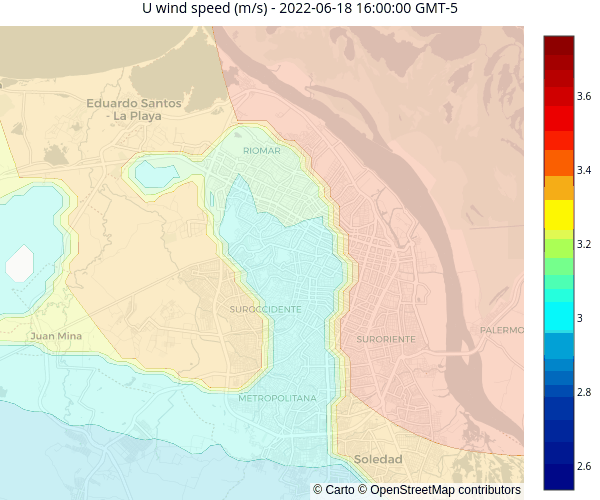 U wind speed (m/s) - 2022-06-18 16:00:00 GMT-5
Eduardo Santos
- La Playa
RIOMAR
SUROCCIDENTE
Juan Mina
SURORIENTE
PALERMO
METROPOLITANA
Soledad
3.6
3.4
3.2
3
2.8
2.6
© Carto © OpenStreetMap contributors